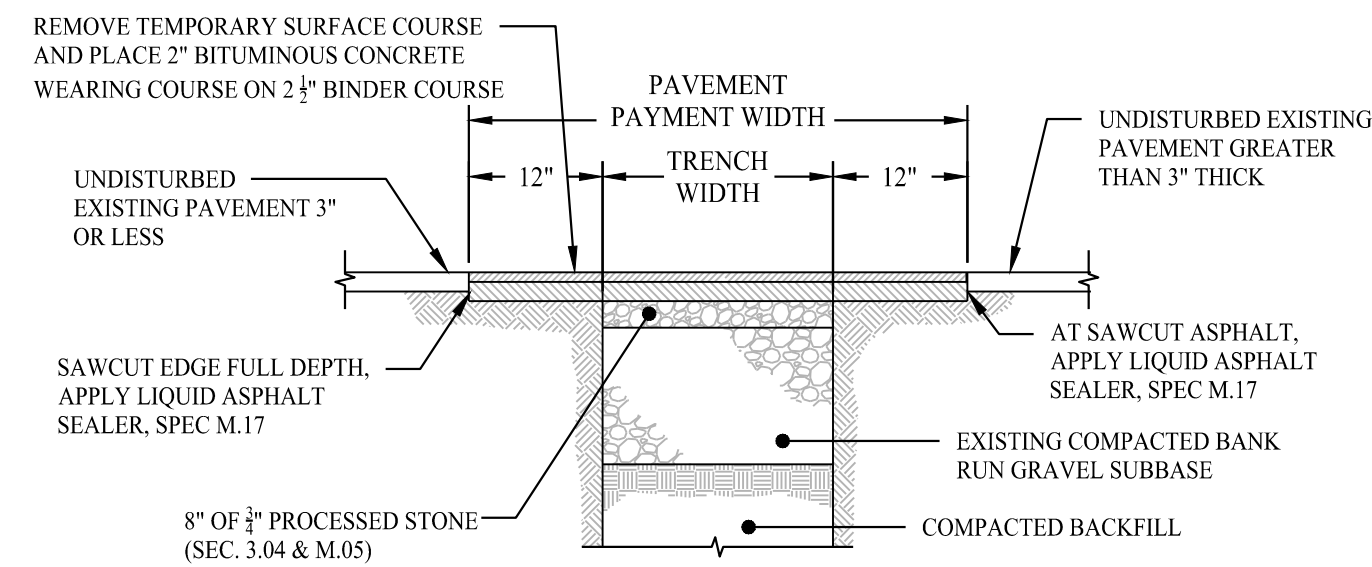 REMOVE TEMPORARY SURFACE COURSE
AND PLACE 2" BITUMINOUS CONCRETE
WEARING COURSE ON 2 1/2" BINDER COURSE
PAVEMENT
PAYMENT WIDTH
UNDISTURBED EXISTING
PAVEMENT GREATER
THAN 3" THICK
UNDISTURBED
EXISTING PAVEMENT 3"
OR LESS
12"
TRENCH
WIDTH
12"
SAWCUT EDGE FULL DEPTH,
APPLY LIQUID ASPHALT
SEALER, SPEC M.17
AT SAWCUT ASPHALT,
APPLY LIQUID ASPHALT
SEALER, SPEC M.17
EXISTING COMPACTED BANK
RUN GRAVEL SUBBASE
8" OF 3/4" PROCESSED STONE
(SEC. 3.04 & M.05)
COMPACTED BACKFILL